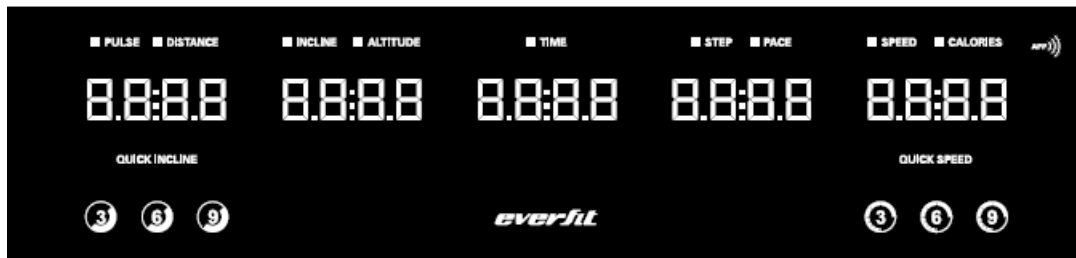 PULSE DISTANCE INCLINE ALTITUDE TIME STEP PACE SPEED CALORIES APP
8.8:8.8 8.8:8.8 8.8:8.8 8.8:8.8 8.8:8.8
QUICK INCLINE QUICK SPEED
3 6 9 everfit 3 6 9